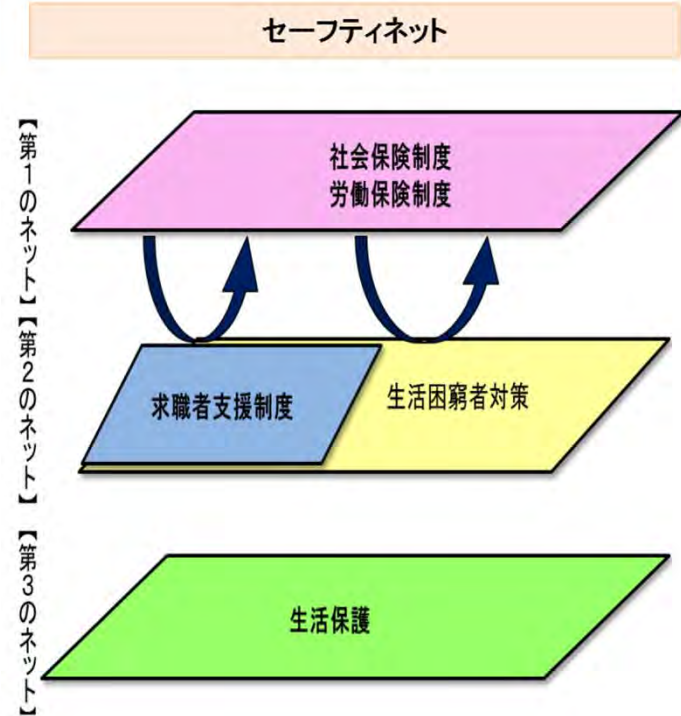 セーフティネット
【第1のネット】
社会保険制度
労働保険制度
【第2のネット】
求職者支援制度
生活困窮者対策
【第3のネット】
生活保護